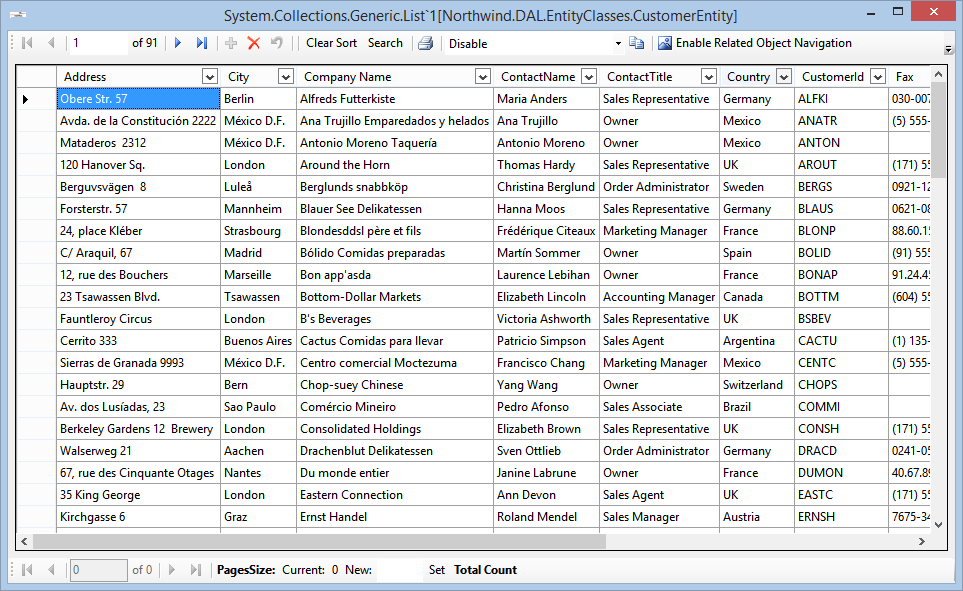 System.Collections.Generic.List`1[Northwind.DAL.EntityClasses.CustomerEntity]
1 of 91 Clear Sort Search Disable Enable Related Object Navigation
Address City Company Name ContactName ContactTitle Country CustomerId Fax
Obere Str. 57 Berlin Alfreds Futterkiste Maria Anders Sales Representative Germany ALFKI 030-007
Avda. de la Constitución 2222 México D.F. Ana Trujillo Emparedados y helados Ana Trujillo Owner Mexico ANATR (5) 555-
Mataderos  2312 México D.F. Antonio Moreno Taquería Antonio Moreno Owner Mexico ANTON
120 Hanover Sq. London Around the Horn Thomas Hardy Sales Representative UK AROUT (171) 55
Berguvsvägen  8 Luleå Berglunds snabbköp Christina Berglund Order Administrator Sweden BERGS 0921-12
Forsterstr. 57 Mannheim Blauer See Delikatessen Hanna Moos Sales Representative Germany BLAUS 0621-08
24, place Kléber Strasbourg Blondesddsl père et fils Frédérique Citeaux Marketing Manager France BLONP 88.60.15
C/ Araquil, 67 Madrid Bólido Comidas preparadas Martín Sommer Owner Spain BOLID (91) 555
12, rue des Bouchers Marseille Bon app'asda Laurence Lebihan Owner France BONAP 91.24.45
23 Tsawassen Blvd. Tsawassen Bottom-Dollar Markets Elizabeth Lincoln Accounting Manager Canada BOTTM (604) 55
Fauntleroy Circus London B's Beverages Victoria Ashworth Sales Representative UK BSBEV
Cerrito 333 Buenos Aires Cactus Comidas para llevar Patricio Simpson Sales Agent Argentina CACTU (1) 135-
Sierras de Granada 9993 México D.F. Centro comercial Moctezuma Francisco Chang Marketing Manager Mexico CENTC (5) 555-
Hauptstr. 29 Bern Chop-suey Chinese Yang Wang Owner Switzerland CHOPS
Av. dos Lusíadas, 23 Sao Paulo Comércio Mineiro Pedro Afonso Sales Associate Brazil COMMI
Berkeley Gardens 12  Brewery London Consolidated Holdings Elizabeth Brown Sales Representative UK CONSH (171) 55
Walserweg 21 Aachen Drachenblut Delikatessen Sven Ottlieb Order Administrator Germany DRACD 0241-05
67, rue des Cinquante Otages Nantes Du monde entier Janine Labrune Owner France DUMON 40.67.89
35 King George London Eastern Connection Ann Devon Sales Agent UK EASTC (171) 55
Kirchgasse 6 Graz Ernst Handel Roland Mendel Sales Manager Austria ERNSH 7675-34
0 of 0 PagesSize: Current: 0 New: Set Total Count